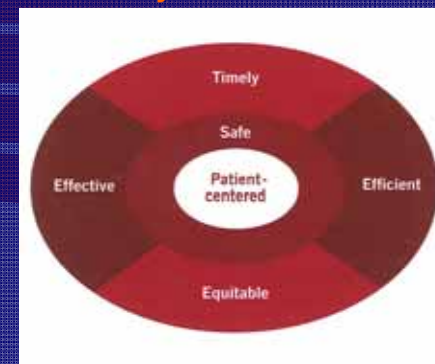 Timely
Safe
Effective
Patient-
centered
Efficient
Equitable